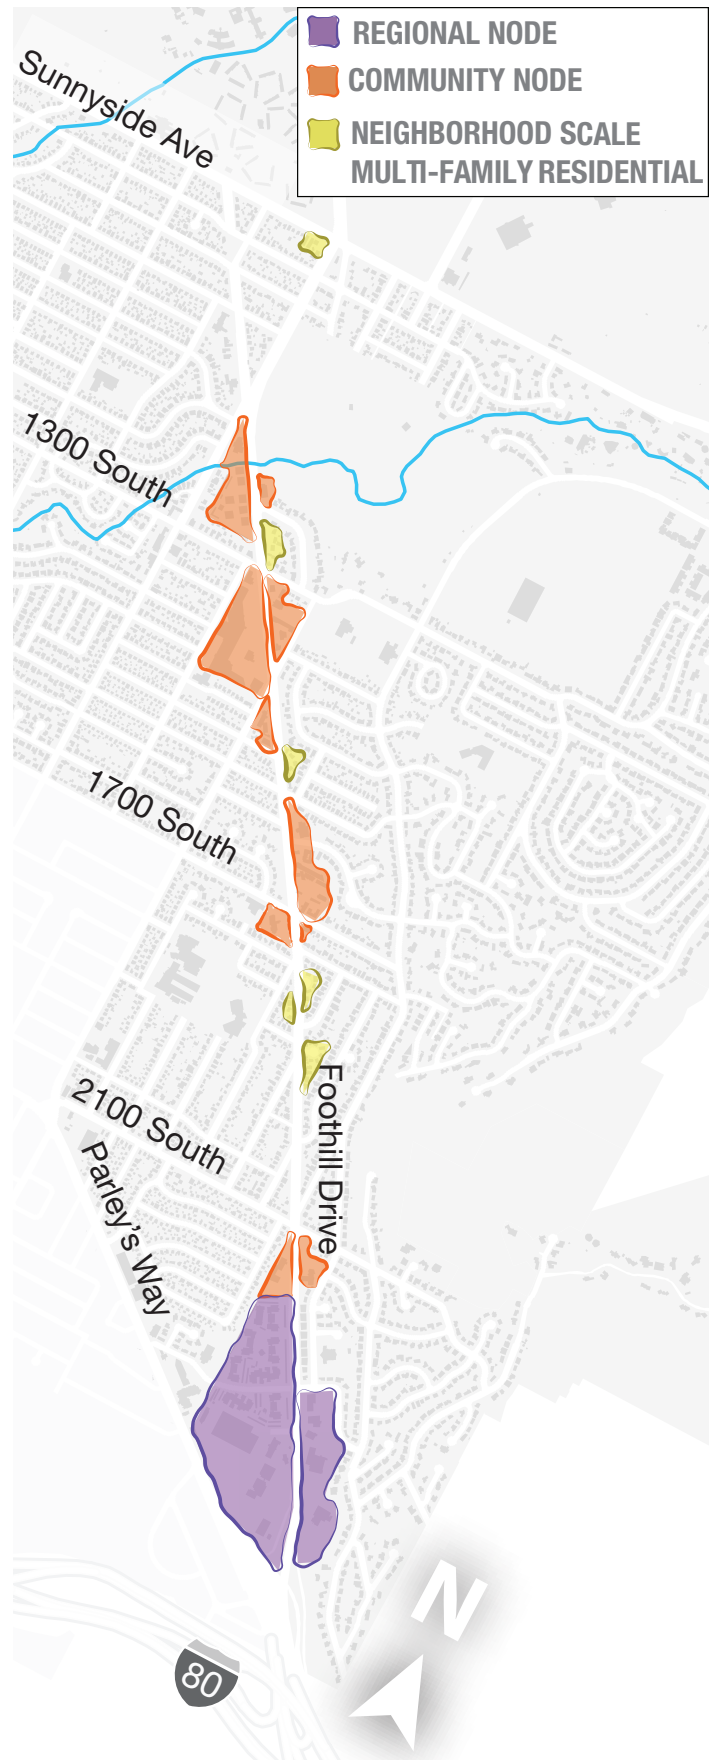 REGIONAL NODE
COMMUNITY NODE
NEIGHBORHOOD SCALE
MULTI-FAMILY RESIDENTIAL
Sunnyside Ave
1300 South
1700 South
2100 South
Foothill Drive
Parley's Way
N
80